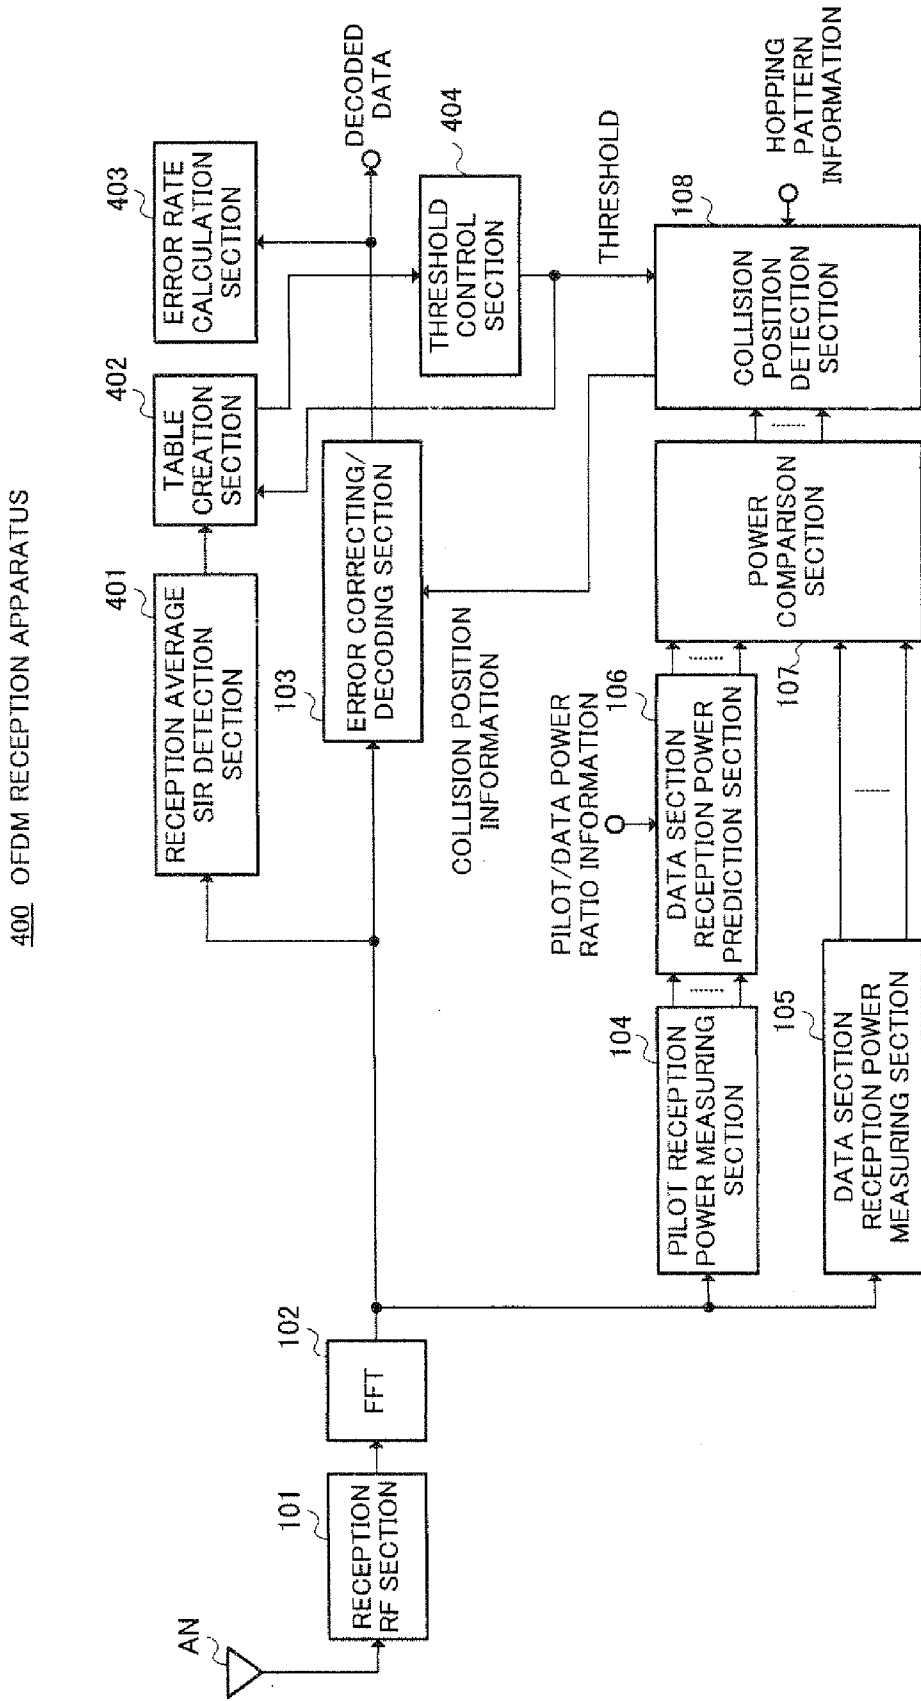 400 OFDM RECEPTION APPARATUS
AN
101
RECEPTION
RF SECTION
102
FFT
401
RECEPTION AVERAGE
SIR DETECTION
SECTION
402
TABLE
CREATION
SECTION
403
ERROR RATE
CALCULATION
SECTION
103
ERROR CORRECTING/
DECODING SECTION
DECODED
DATA
404
THRESHOLD
CONTROL
SECTION
THRESHOLD
COLLISION POSITION
INFORMATION
PILOT/DATA POWER
RATIO INFORMATION
104
PILOT RECEPTION
POWER MEASURING
SECTION
106
DATA SECTION
RECEPTION POWER
PREDICTION SECTION
105
DATA SECTION
RECEPTION POWER
MEASURING SECTION
107
POWER
COMPARISON
SECTION
108
COLLISION
POSITION
DETECTION
SECTION
HOPPING
PATTERN
INFORMATION